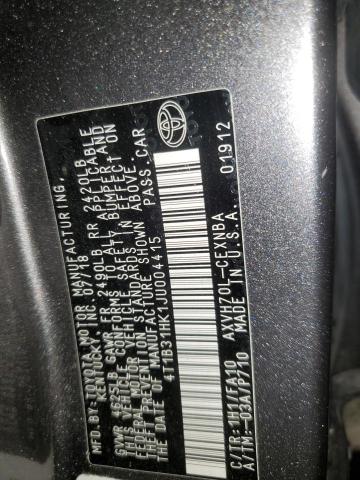 MFD. BY: TOYOTA MOTOR MANUFACTURING,
KENTUCKY, INC. 07/18
GVWR 4625LB GAWR FR 2490LB RR 2420LB
THIS VEHICLE CONFORMS TO ALL APPLICABLE
FEDERAL MOTOR VEHICLE SAFETY, BUMPER, AND
THEFT PREVENTION STANDARDS IN EFFECT ON
THE DATE OF MANUFACTURE SHOWN ABOVE.
4T1B31HK1JU004415 PASS. CAR
C/TR: 1H1/FA10 AXVH70L-CEXNBA
A/TM: -03A/P710 MADE IN U.S.A. 01912